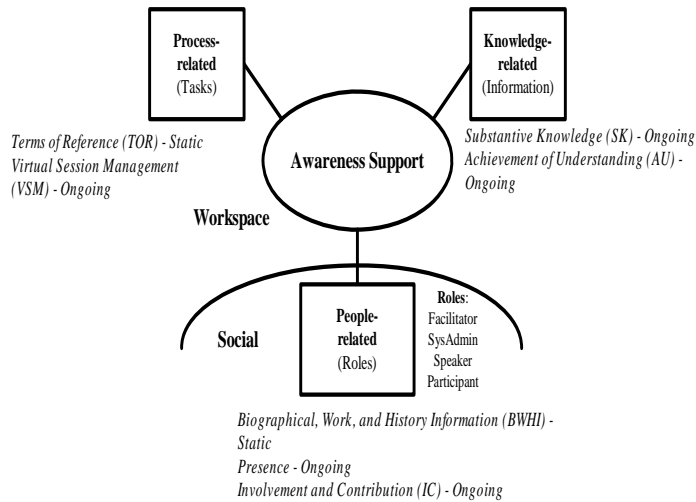 Process-
related
(Tasks)
Knowledge-
related
(Information)
Terms of Reference (TOR) - Static
Virtual Session Management
(VSM) - Ongoing
Awareness Support
Substantive Knowledge (SK) - Ongoing
Achievement of Understanding (AU) -
Ongoing
Workspace
Social
People-
related
(Roles)
Roles:
Facilitator
SysAdmin
Speaker
Participant
Biographical, Work, and History Information (BWHI) -
Static
Presence - Ongoing
Involvement and Contribution (IC) - Ongoing